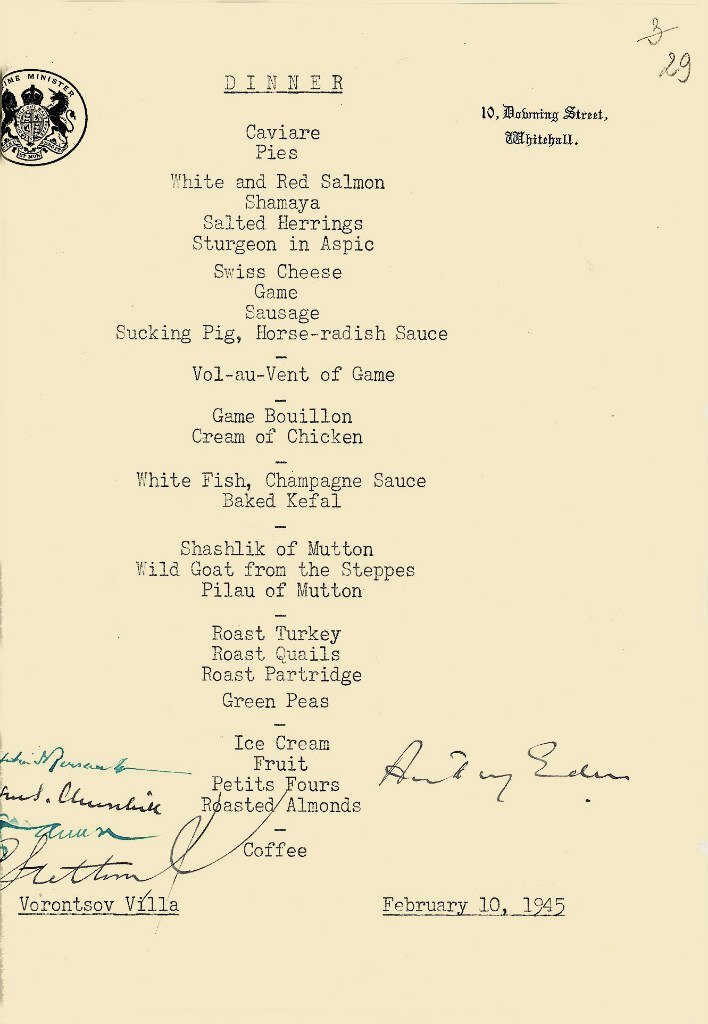 3
29
PRIME MINISTER
DINNER
10, Downing Street,
Whitehall.
Caviare
Pies
White and Red Salmon
Shamaya
Salted Herrings
Sturgeon in Aspic
Swiss Cheese
Game
Sausage
Sucking Pig, Horse-radish Sauce
–
Vol-au-Vent of Game
–
Game Bouillon
Cream of Chicken
–
White Fish, Champagne Sauce
Baked Kefal
–
Shashlik of Mutton
Wild Goat from the Steppes
Pilau of Mutton
–
Roast Turkey
Roast Quails
Roast Partridge
Green Peas
–
Ice Cream
Fruit
Petits Fours
Roasted Almonds
–
Coffee
Anthony Eden
S. Churchill
Vorontsov Villa
February 10, 1945